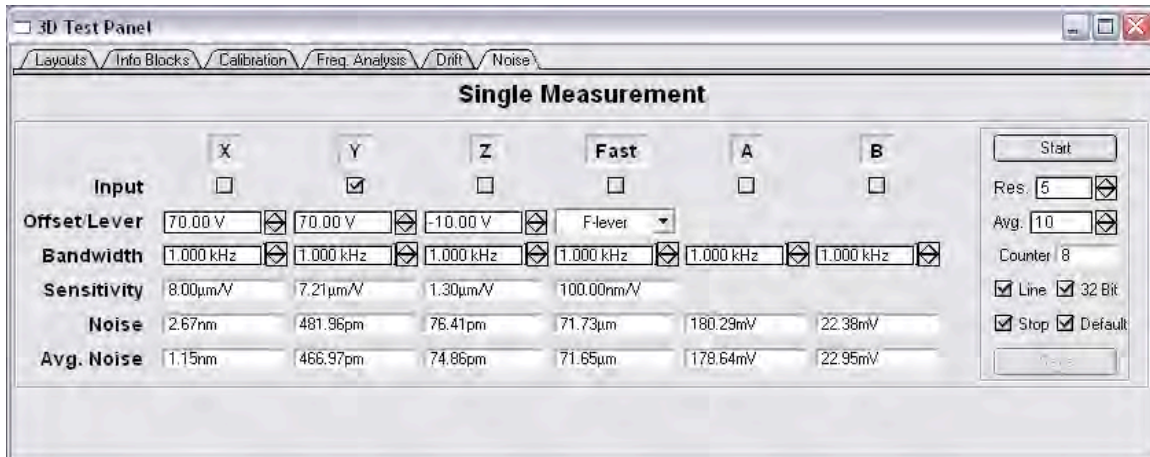 3D Test Panel
Layouts Info Blocks Calibration Freq. Analysis Drift Noise
Single Measurement
X Y Z Fast A B
Input
Offset/Lever 70.00 V 70.00 V -10.00 V F-lever
Bandwidth 1.000 kHz 1.000 kHz 1.000 kHz 1.000 kHz 1.000 kHz 1.000 kHz
Sensitivity 8.00µm/V 7.21µm/V 1.30µm/V 100.00nm/V
Noise 2.67nm 481.96pm 76.41pm 71.73µm 180.29mV 22.38mV
Avg. Noise 1.15nm 466.97pm 74.86pm 71.65µm 178.64mV 22.95mV
Start
Res. 5
Avg. 10
Counter 8
Line 32 Bit
Stop Default